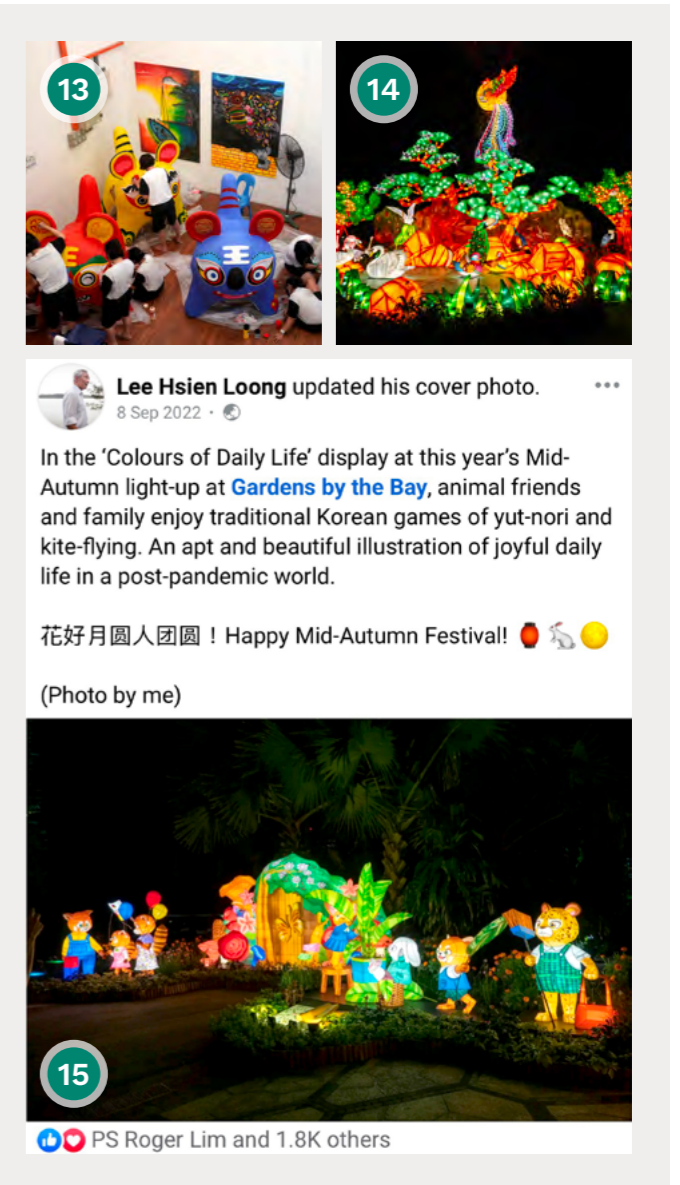 13
14
Lee Hsien Loong updated his cover photo.
8 Sep 2022 ·
In the ‘Colours of Daily Life’ display at this year’s Mid-
Autumn light-up at Gardens by the Bay, animal friends
and family enjoy traditional Korean games of yut-nori and
kite-flying. An apt and beautiful illustration of joyful daily
life in a post-pandemic world.
花好月圆人团圆！Happy Mid-Autumn Festival! 🏮 🐇 🌕
(Photo by me)
15
PS Roger Lim and 1.8K others